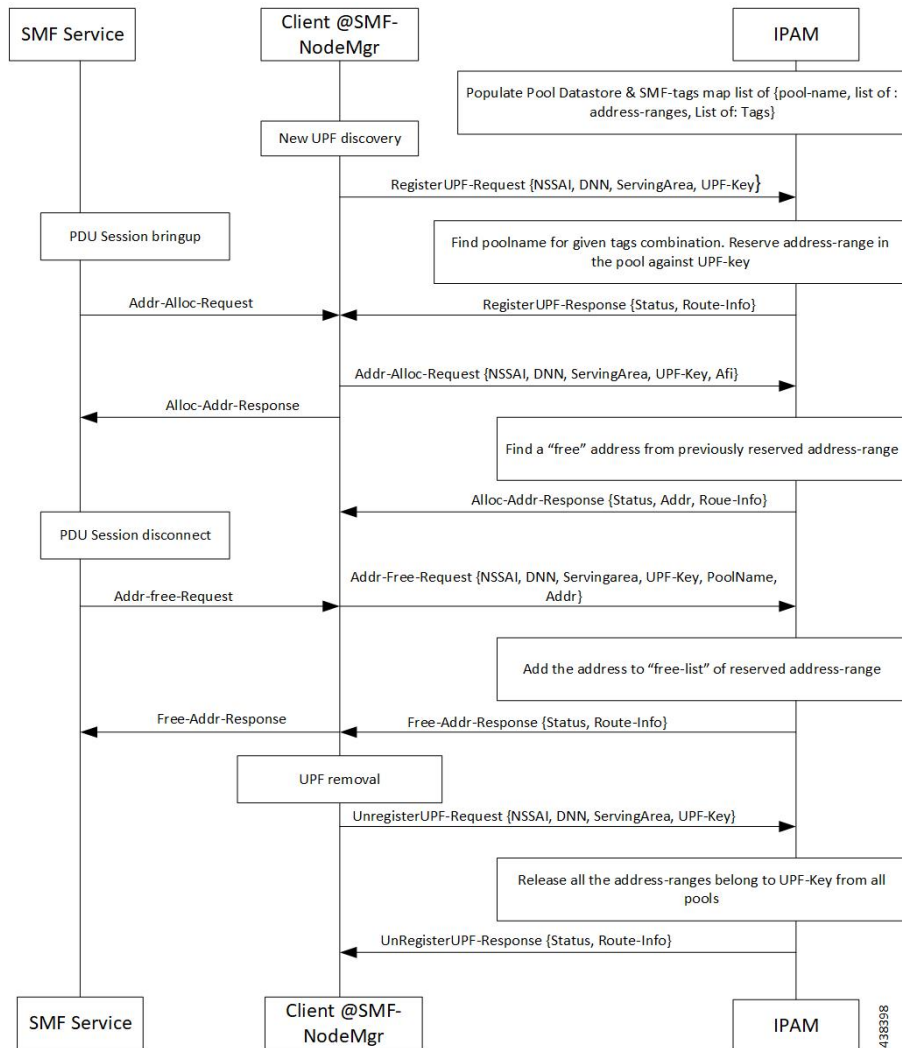 SMF Service
Client @SMF-
NodeMgr
IPAM
Populate Pool Datastore & SMF-tags map list of {pool-name, list of :
address-ranges, List of: Tags}
New UPF discovery
RegisterUPF-Request {NSSAI, DNN, ServingArea, UPF-Key}
PDU Session bringup
Find poolname for given tags combination. Reserve address-range in
the pool against UPF-key
Addr-Alloc-Request
RegisterUPF-Response {Status, Route-Info}
Addr-Alloc-Request {NSSAI, DNN, ServingArea, UPF-Key, Afi}
Alloc-Addr-Response
Find a “free” address from previously reserved address-range
Alloc-Addr-Response {Status, Addr, Roue-Info}
PDU Session disconnect
Addr-Free-Request {NSSAI, DNN, Servingarea, UPF-Key, PoolName,
Addr}
Addr-free-Request
Add the address to “free-list” of reserved address-range
Free-Addr-Response
Free-Addr-Response {Status, Route-Info}
UPF removal
UnregisterUPF-Request {NSSAI, DNN, ServingArea, UPF-Key}
Release all the address-ranges belong to UPF-Key from all
pools
UnRegisterUPF-Response {Status, Route-Info}
SMF Service
Client @SMF-
NodeMgr
IPAM
438398